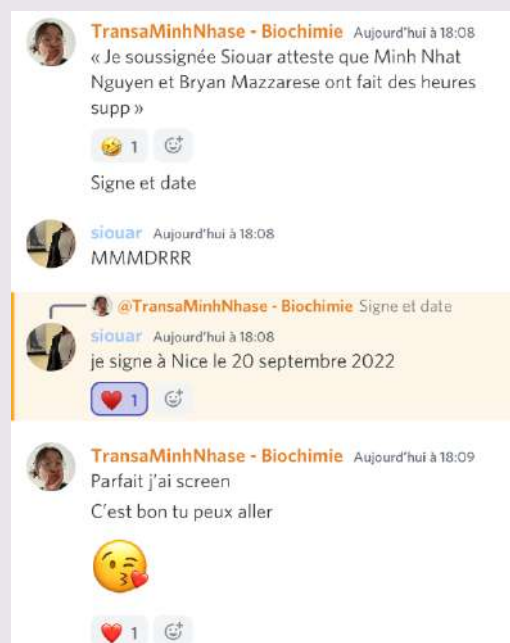 TransaMinhNhase - Biochimie Aujourd'hui à 18:08
« Je soussignée Siouar atteste que Minh Nhat
Nguyen et Bryan Mazzarese ont fait des heures
supp »
1
Signe et date
siouar Aujourd'hui à 18:08
MMMDRRR
@TransaMinhNhase - Biochimie Signe et date
siouar Aujourd'hui à 18:08
je signe à Nice le 20 septembre 2022
1
TransaMinhNhase - Biochimie Aujourd'hui à 18:09
Parfait j'ai screen
C'est bon tu peux aller
1